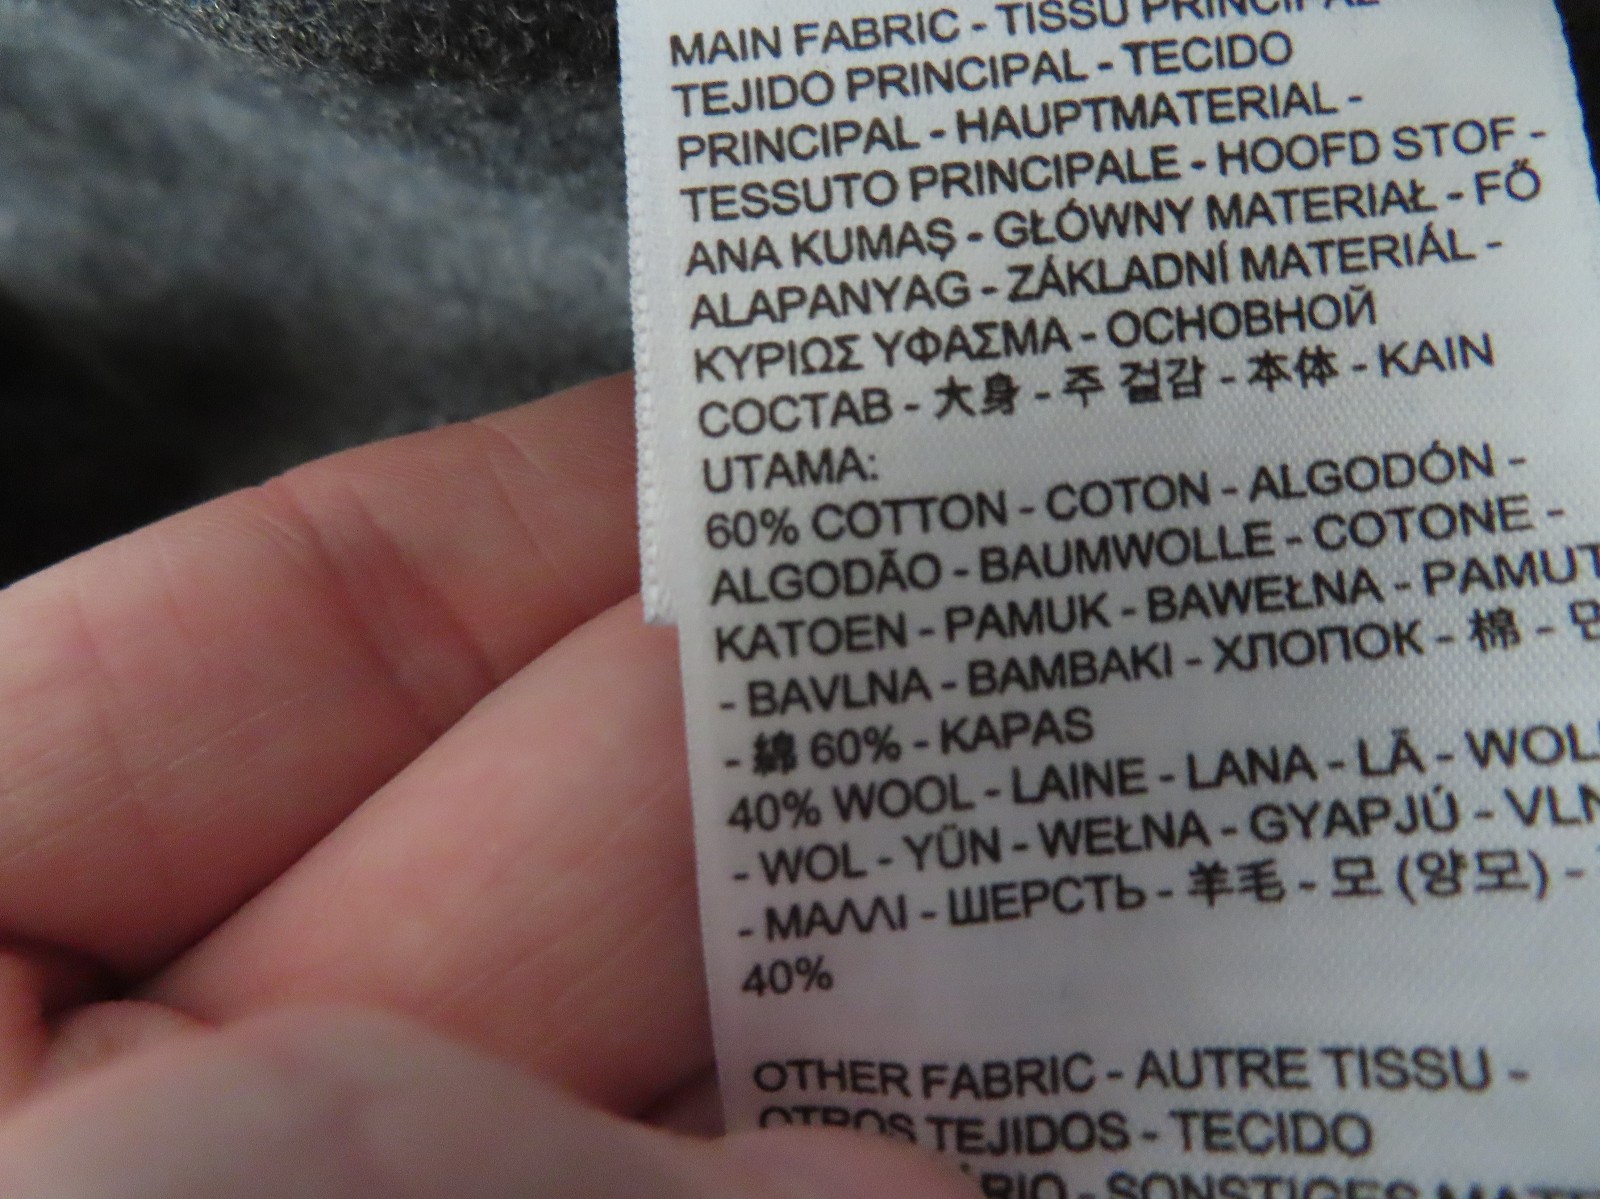 MAIN FABRIC - TISSU PRINCIPAL
TEJIDO PRINCIPAL - TECIDO
PRINCIPAL - HAUPTMATERIAL -
TESSUTO PRINCIPALE - HOOFD STOF -
ANA KUMAŞ - GŁÓWNY MATERIAŁ - FŐ
ALAPANYAG - ZÁKLADNÍ MATERIÁL -
ΚΥΡΙΩΣ ΥΦΑΣΜΑ - ОСНОВНОЙ
СОСТАВ - 大身 - 주 겉감 - 本体 - KAIN
UTAMA:
60% COTTON - COTON - ALGODÓN -
ALGODÃO - BAUMWOLLE - COTONE -
KATOEN - PAMUK - BAWEŁNA - PAMUT
- BAVLNA - ΒΑΜΒΑΚΙ - ХЛОПОК - 棉 -
- 綿 60% - KAPAS
40% WOOL - LAINE - LANA - LÃ -
- WOL - YÜN - WEŁNA - GYAPJÚ -
- ΜΑΛΛΙ - ШЕРСТЬ - 羊毛 - 모 (양모) -
40%
OTHER FABRIC - AUTRE TISSU -
OTROS TEJIDOS - TECIDO
SONSTIGES